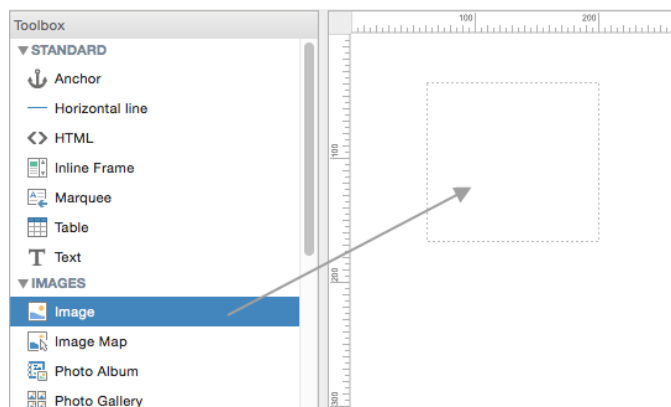 Toolbox
STANDARD
Anchor
Horizontal line
HTML
Inline Frame
Marquee
Table
Text
IMAGES
Image
Image Map
Photo Album
Photo Gallery
100
200
100
200
300